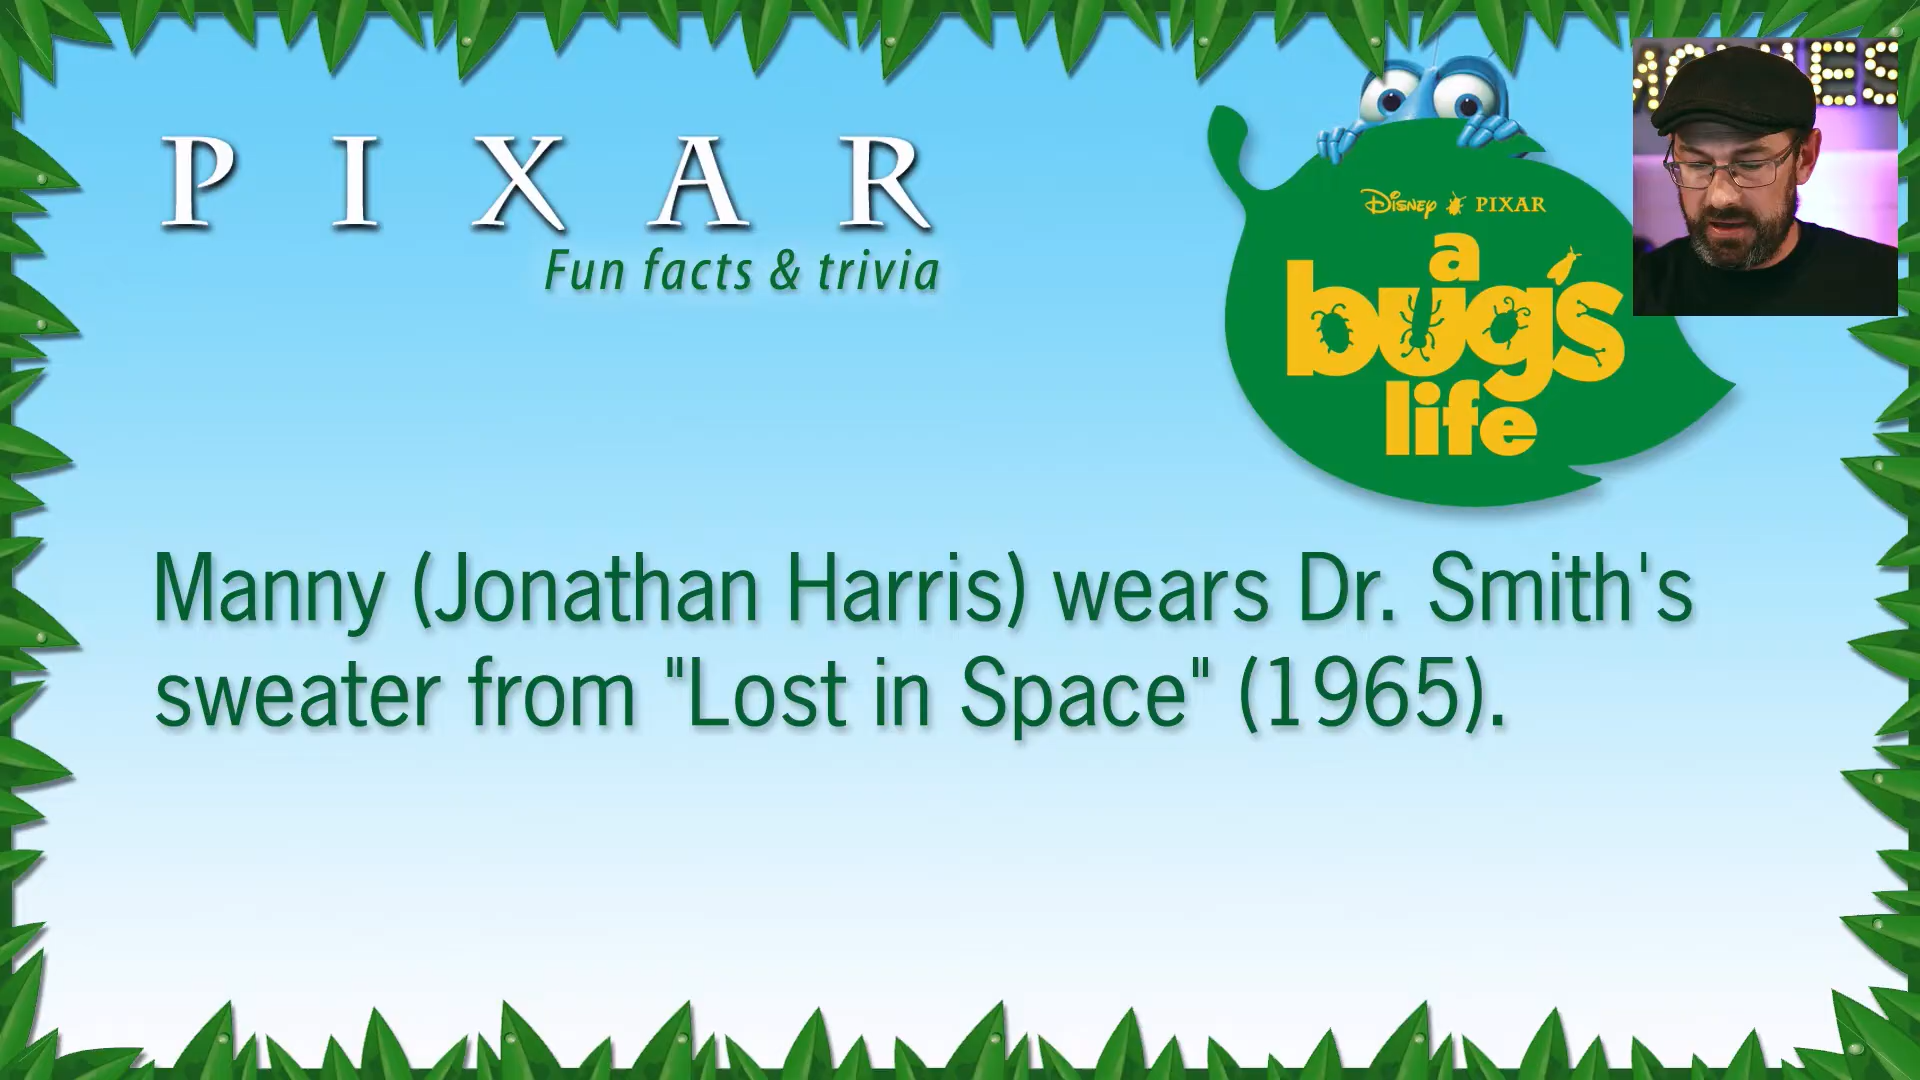 P I X A R
Fun facts & trivia
Disney PIXAR
a
bug's
life
Manny (Jonathan Harris) wears Dr. Smith's
sweater from "Lost in Space" (1965).